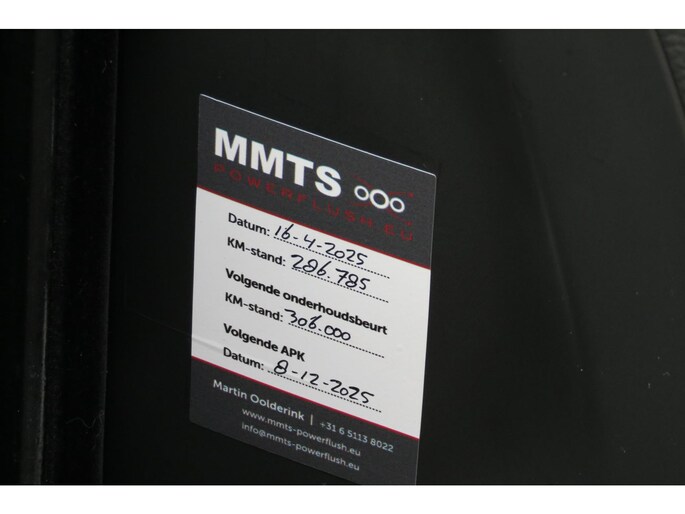 MMTS
POWERFLUSH.EU
Datum: 16-4-2025
KM-stand: 286.785
Volgende onderhoudsbeurt
KM-stand: 306.000
Volgende APK
Datum: 8-12-2025
Martin Oolderink | +31 6 5113 8022
www.mmts-powerflush.eu
info@mmts-powerflush.eu